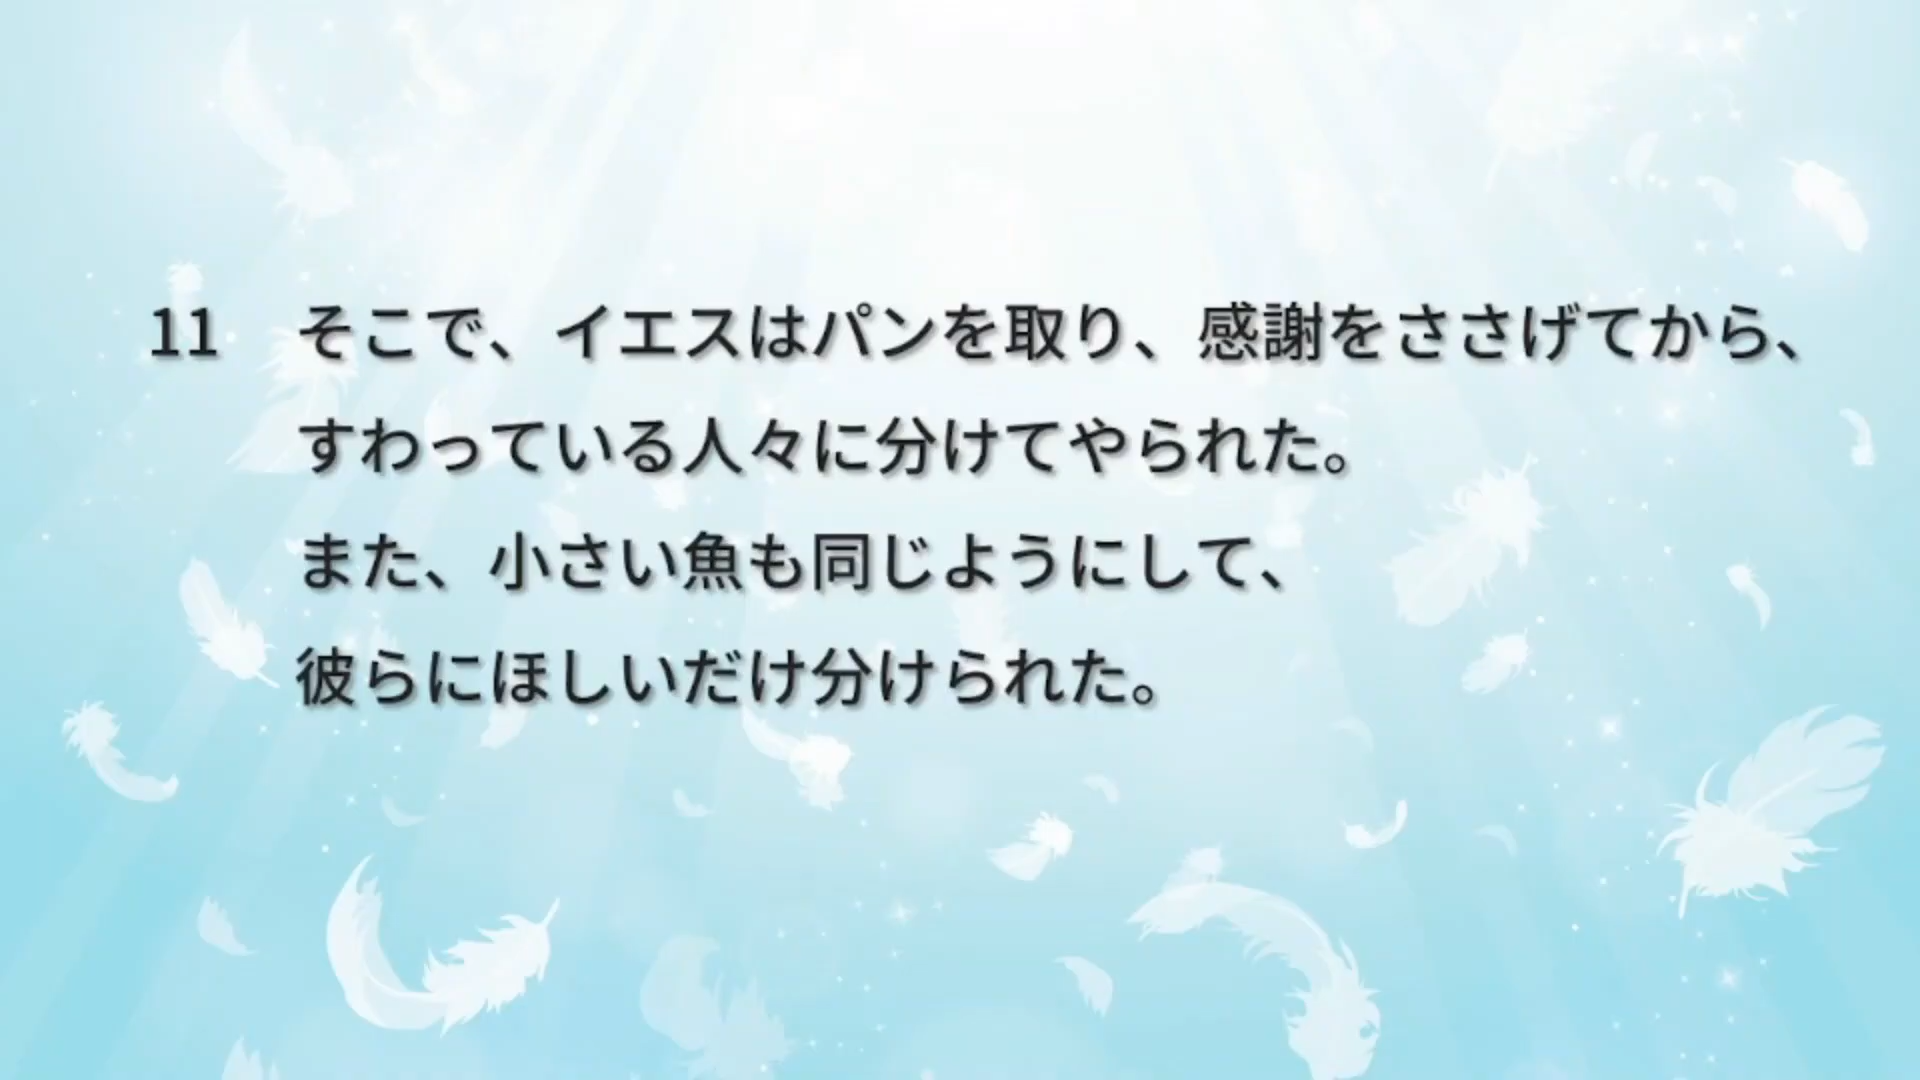 11 そこで、イエスはパンを取り、感謝をささげてから、
すわっている人々に分けてやられた。
また、小さい魚も同じようにして、
彼らにほしいだけ分けられた。